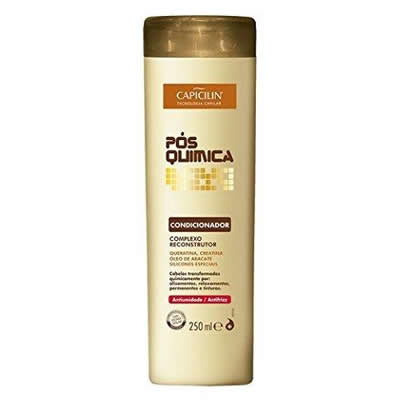 CAPICILIN®
TECNOLOGIA CAPILAR
PÓS
QUIMICA
CONDICIONADOR
COMPLEXO
RECONSTRUTOR
QUERATINA, CREATINA
ÓLEO DE ABACATE
SILICONES ESPECIAIS
Cabelos transformados
quimicamente por:
alisamentos, relaxamentos,
permanentes e tinturas.
Antiumidade / Antifrizz
250 ml e